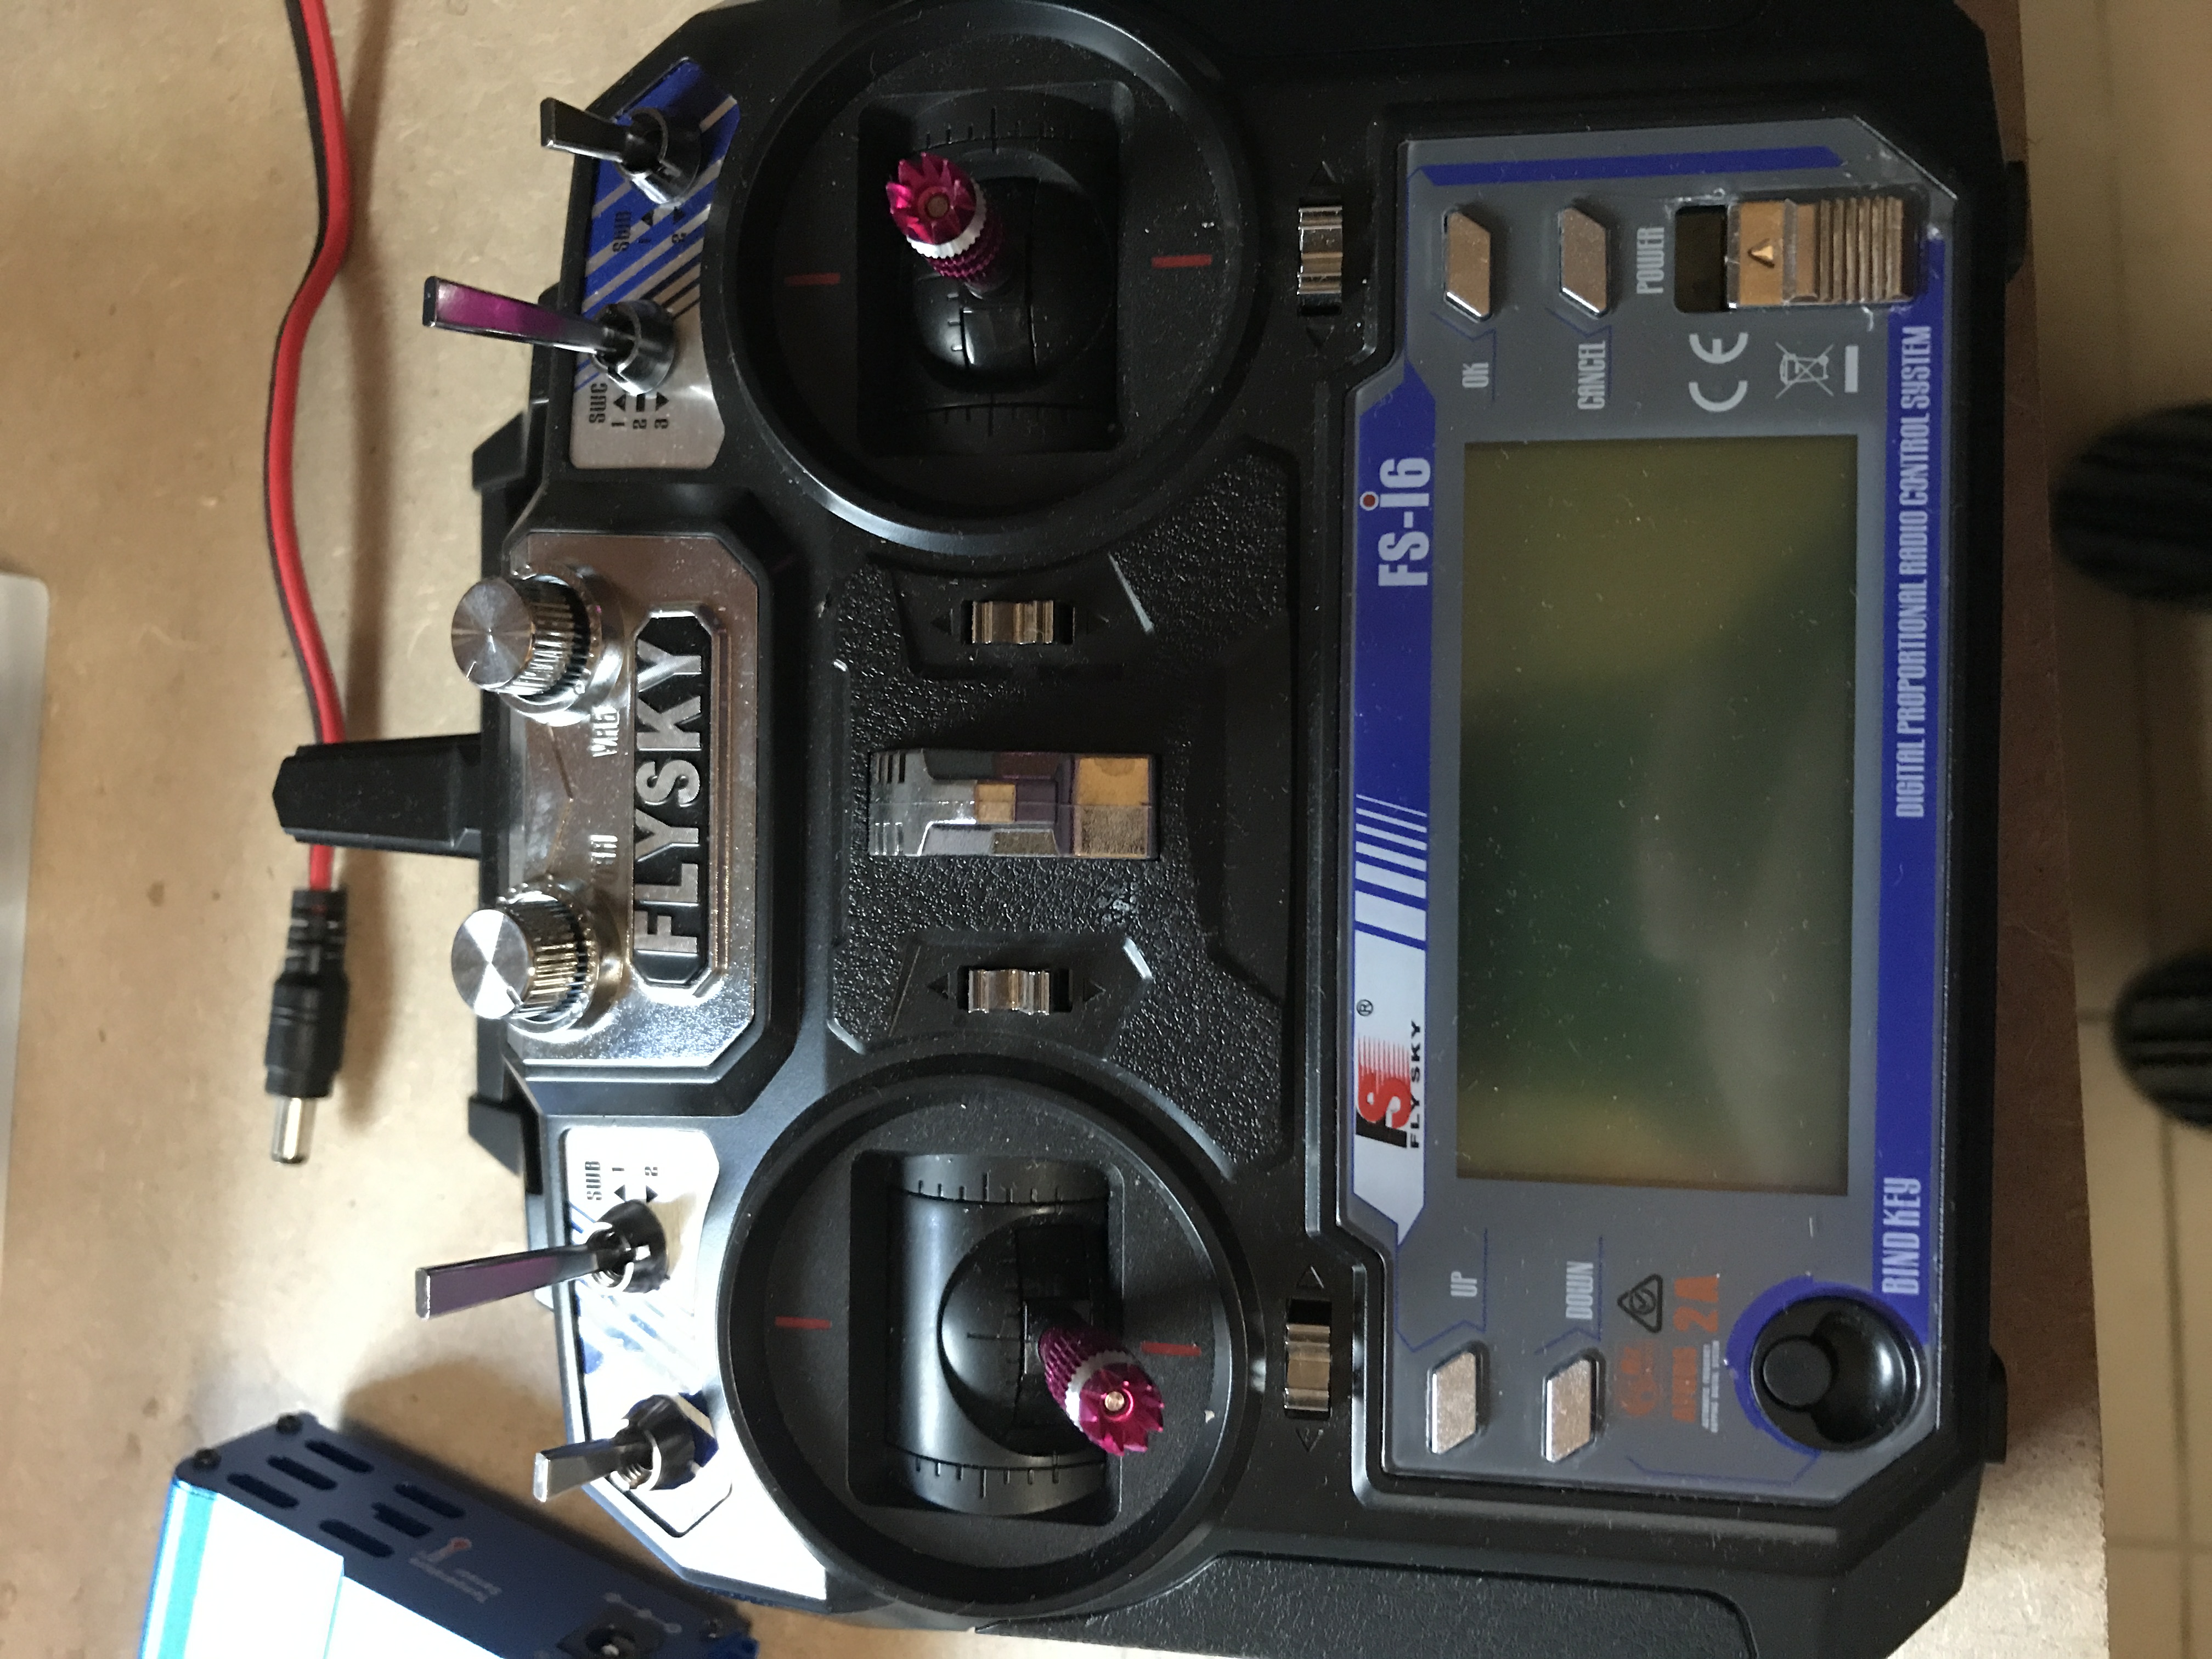 SWB
1
2
VRB
SWC
1
2
3
SWD
1
FLYSKY
FS ®
FLY SKY
FS-i6
UP
OK
DOWN
CANCEL
POWER
2A
CE
BIND KEY
DIGITAL PROPORTIONAL RADIO CONTROL SYSTEM